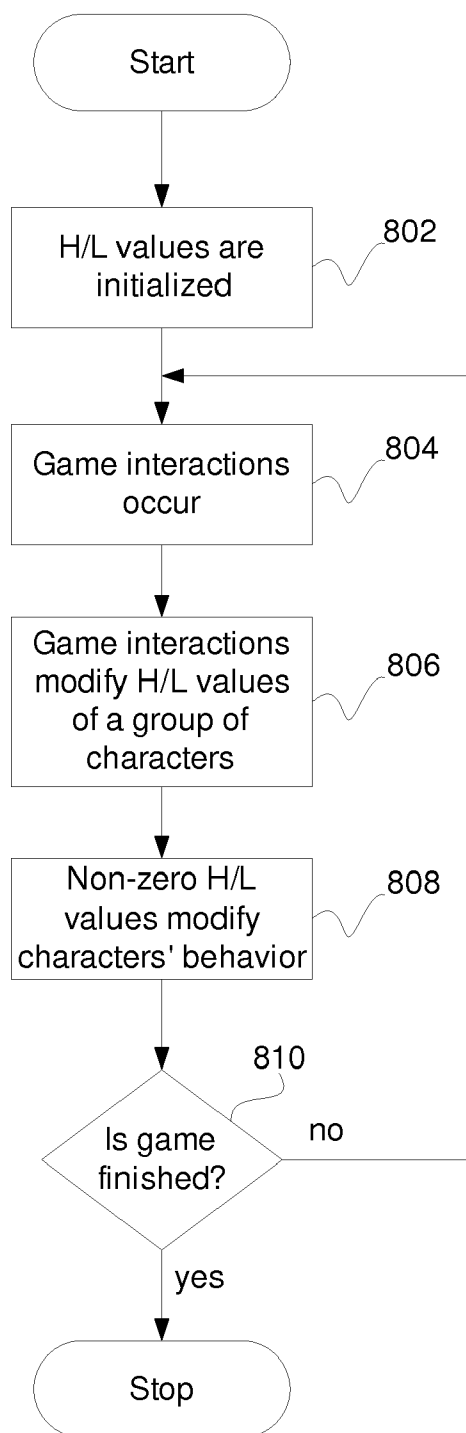 Start
H/L values are
initialized
802
Game interactions
occur
804
Game interactions
modify H/L values
of a group of
characters
806
Non-zero H/L
values modify
characters' behavior
808
810
Is game
finished?
no
yes
Stop